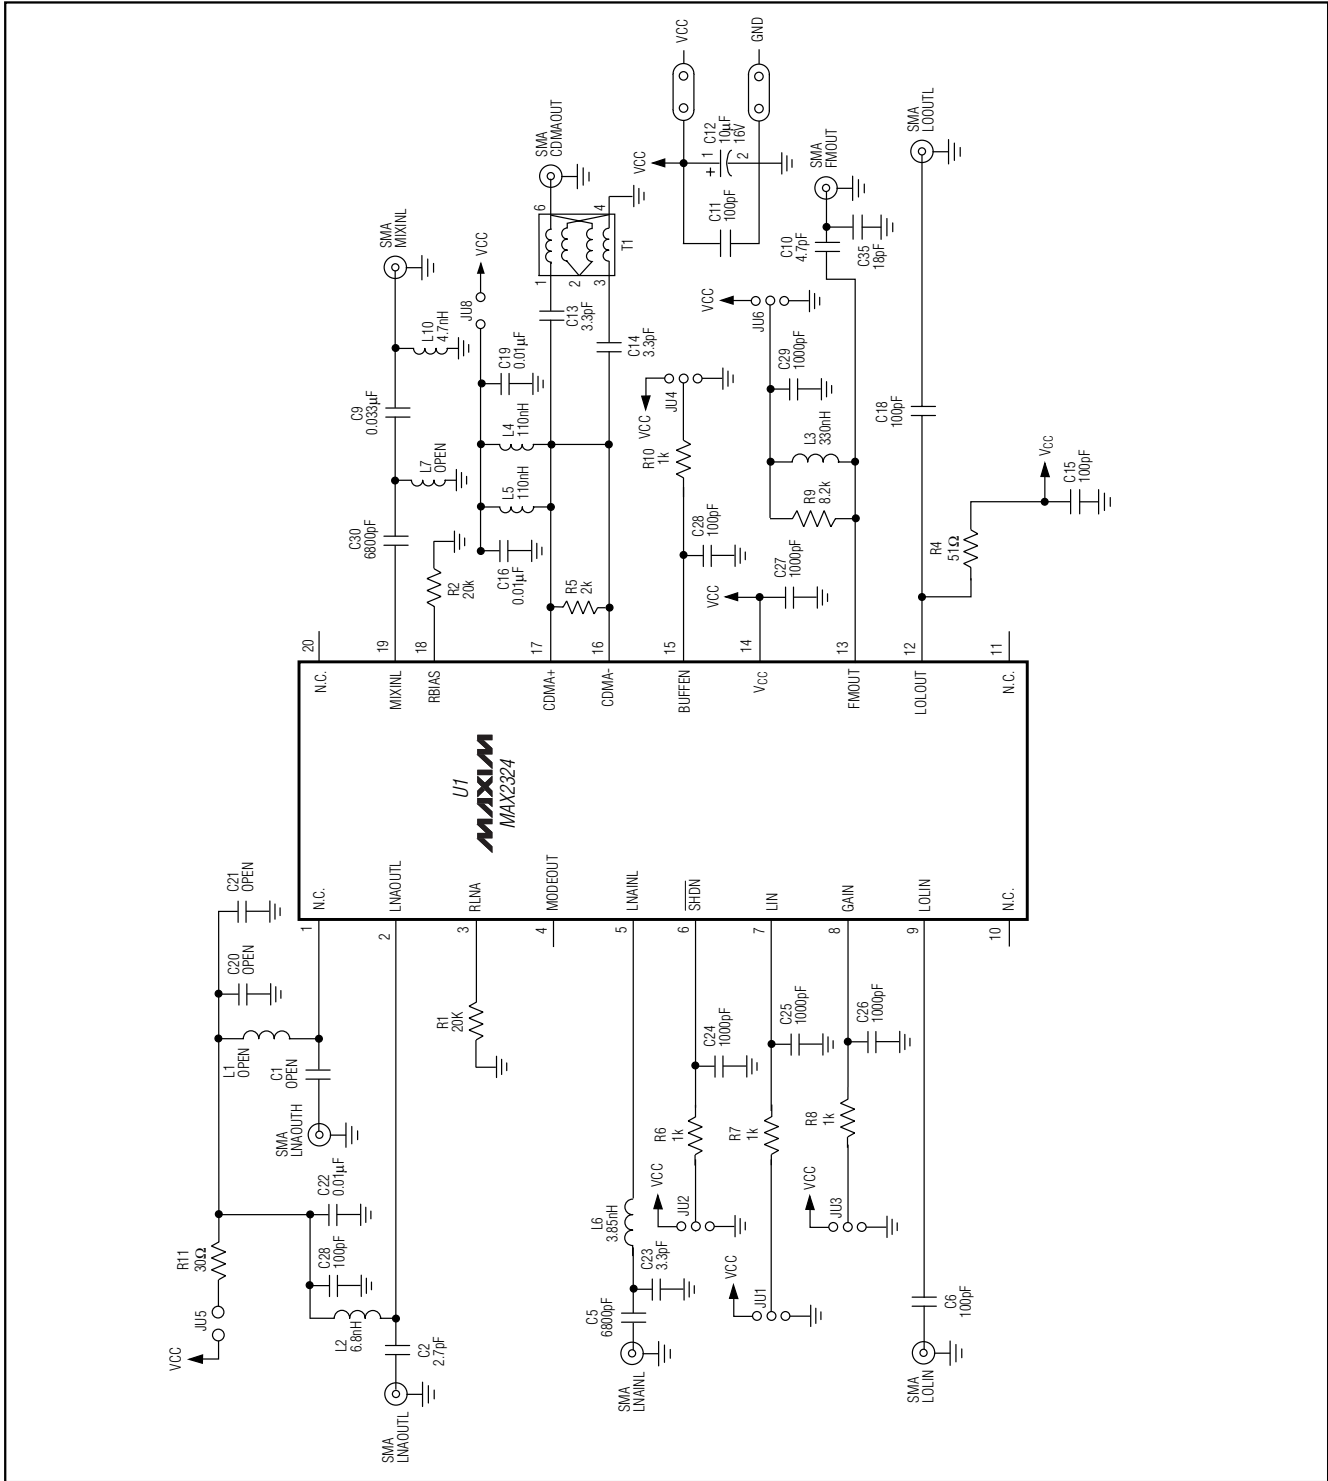 VCC
JU5
R11
30Ω
C28
100pF
C22
0.01µF
L2
6.8nH
C2
2.7pF
SMA
LNAOUTL
SMA
LNAOUTH
L1
OPEN
C1
OPEN
C20
OPEN
C21
OPEN
R1
20K
SMA
LNAINL
C5
6800pF
C23
3.3pF
L6
3.85nH
VCC
JU2
R6
1k
C24
1000pF
VCC
JU1
R7
1k
C25
1000pF
VCC
JU3
R8
1k
C26
1000pF
SMA
LOLIN
C6
100pF
1
2
3
4
5
6
7
8
9
10
N.C.
LNAOUTL
RLNA
MODEOUT
LNAINL
SHDN
LIN
GAIN
LOLIN
N.C.
U1
MAXIM
MAX2324
N.C.
MIXINL
RBIAS
CDMA+
CDMA-
BUFFEN
VCC
FMOUT
LOLOUT
N.C.
20
19
18
17
16
15
14
13
12
11
C30
6800pF
L7
OPEN
C9
0.033µF
L10
4.7nH
SMA
MIXINL
R2
20k
C16
0.01µF
L5
110nH
L4
110nH
C19
0.01µF
JU8
VCC
R5
2k
C13
3.3pF
C14
3.3pF
1
2
3
6
4
T1
SMA
CDMAOUT
C28
100pF
R10
1k
VCC
JU4
VCC
C27
1000pF
R9
8.2k
L3
330nH
C29
1000pF
VCC
JU6
C10
4.7pF
C35
18pF
SMA
FMOUT
C11
100pF
VCC
+
1
2
C12
10µF
16V
VCC
GND
C18
100pF
SMA
LOOUTL
R4
51Ω
VCC
C15
100pF